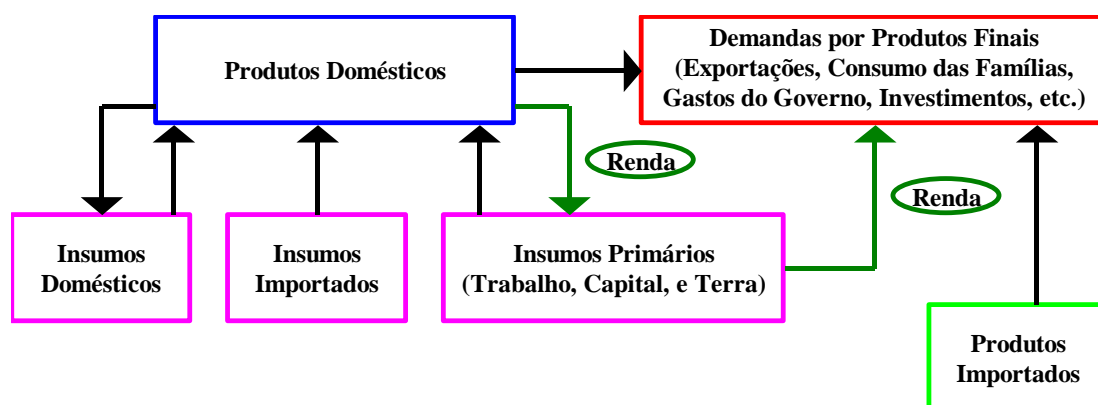 Produtos Domésticos
Demandas por Produtos Finais
(Exportações, Consumo das Famílias,
Gastos do Governo, Investimentos, etc.)
Renda
Renda
Insumos
Domésticos
Insumos
Importados
Insumos Primários
(Trabalho, Capital, e Terra)
Produtos
Importados